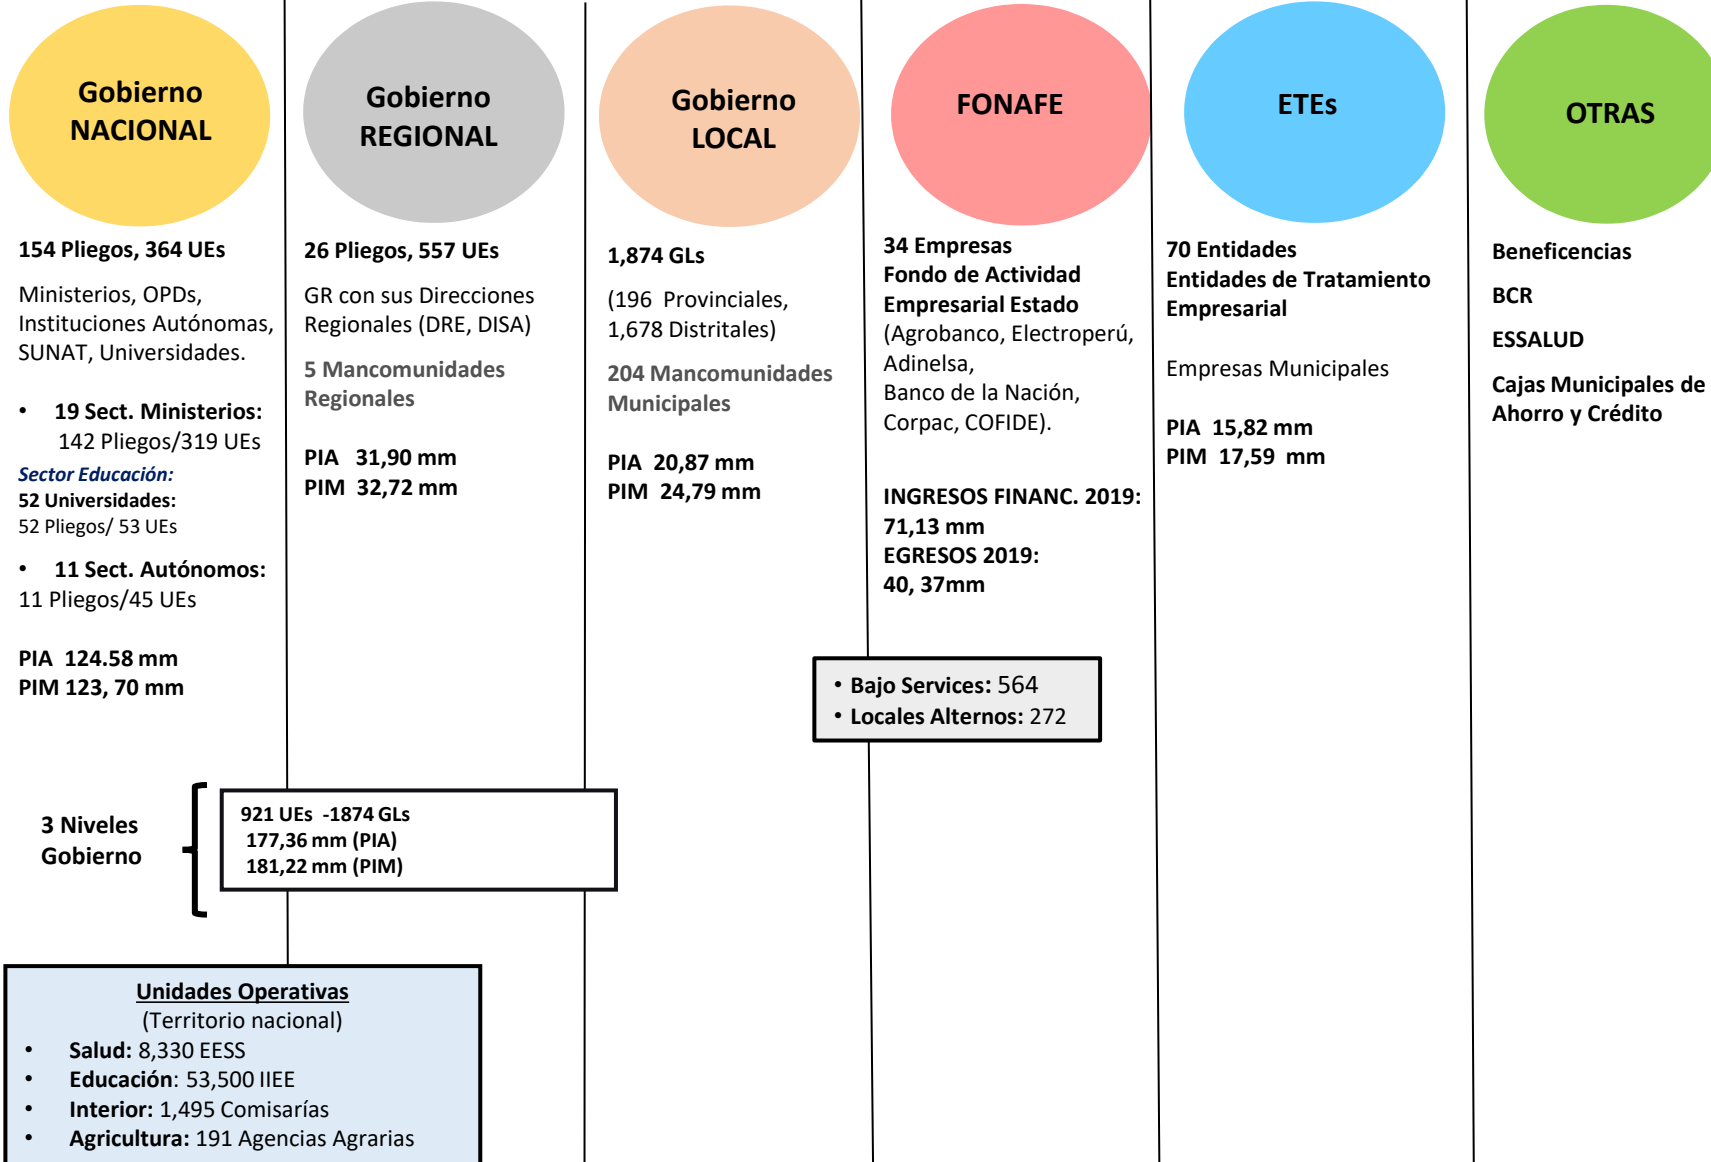 Gobierno
NACIONAL
154 Pliegos, 364 UEs
Ministerios, OPDs,
Instituciones Autónomas,
SUNAT, Universidades.
• 19 Sect. Ministerios:
142 Pliegos/319 UEs
Sector Educación:
52 Universidades:
52 Pliegos/ 53 UEs
• 11 Sect. Autónomos:
11 Pliegos/45 UEs
PIA 124.58 mm
PIM 123, 70 mm
Gobierno
REGIONAL
26 Pliegos, 557 UEs
GR con sus Direcciones
Regionales (DRE, DISA)
5 Mancomunidades
Regionales
PIA 31,90 mm
PIM 32,72 mm
Gobierno
LOCAL
1,874 GLs
(196 Provinciales,
1,678 Distritales)
204 Mancomunidades
Municipales
PIA 20,87 mm
PIM 24,79 mm
FONAFE
34 Empresas
Fondo de Actividad
Empresarial Estado
(Agrobanco, Electroperú,
Adinelsa,
Banco de la Nación,
Corpac, COFIDE).
INGRESOS FINANC. 2019:
71,13 mm
EGRESOS 2019:
40, 37mm
ETEs
70 Entidades
Entidades de Tratamiento
Empresarial
Empresas Municipales
PIA 15,82 mm
PIM 17,59 mm
OTRAS
Beneficencias
BCR
ESSALUD
Cajas Municipales de
Ahorro y Crédito
• Bajo Services: 564
• Locales Alternos: 272
3 Niveles
Gobierno
921 UEs -1874 GLs
177,36 mm (PIA)
181,22 mm (PIM)
Unidades Operativas
(Territorio nacional)
• Salud: 8,330 EESS
• Educación: 53,500 IIEE
• Interior: 1,495 Comisarías
• Agricultura: 191 Agencias Agrarias